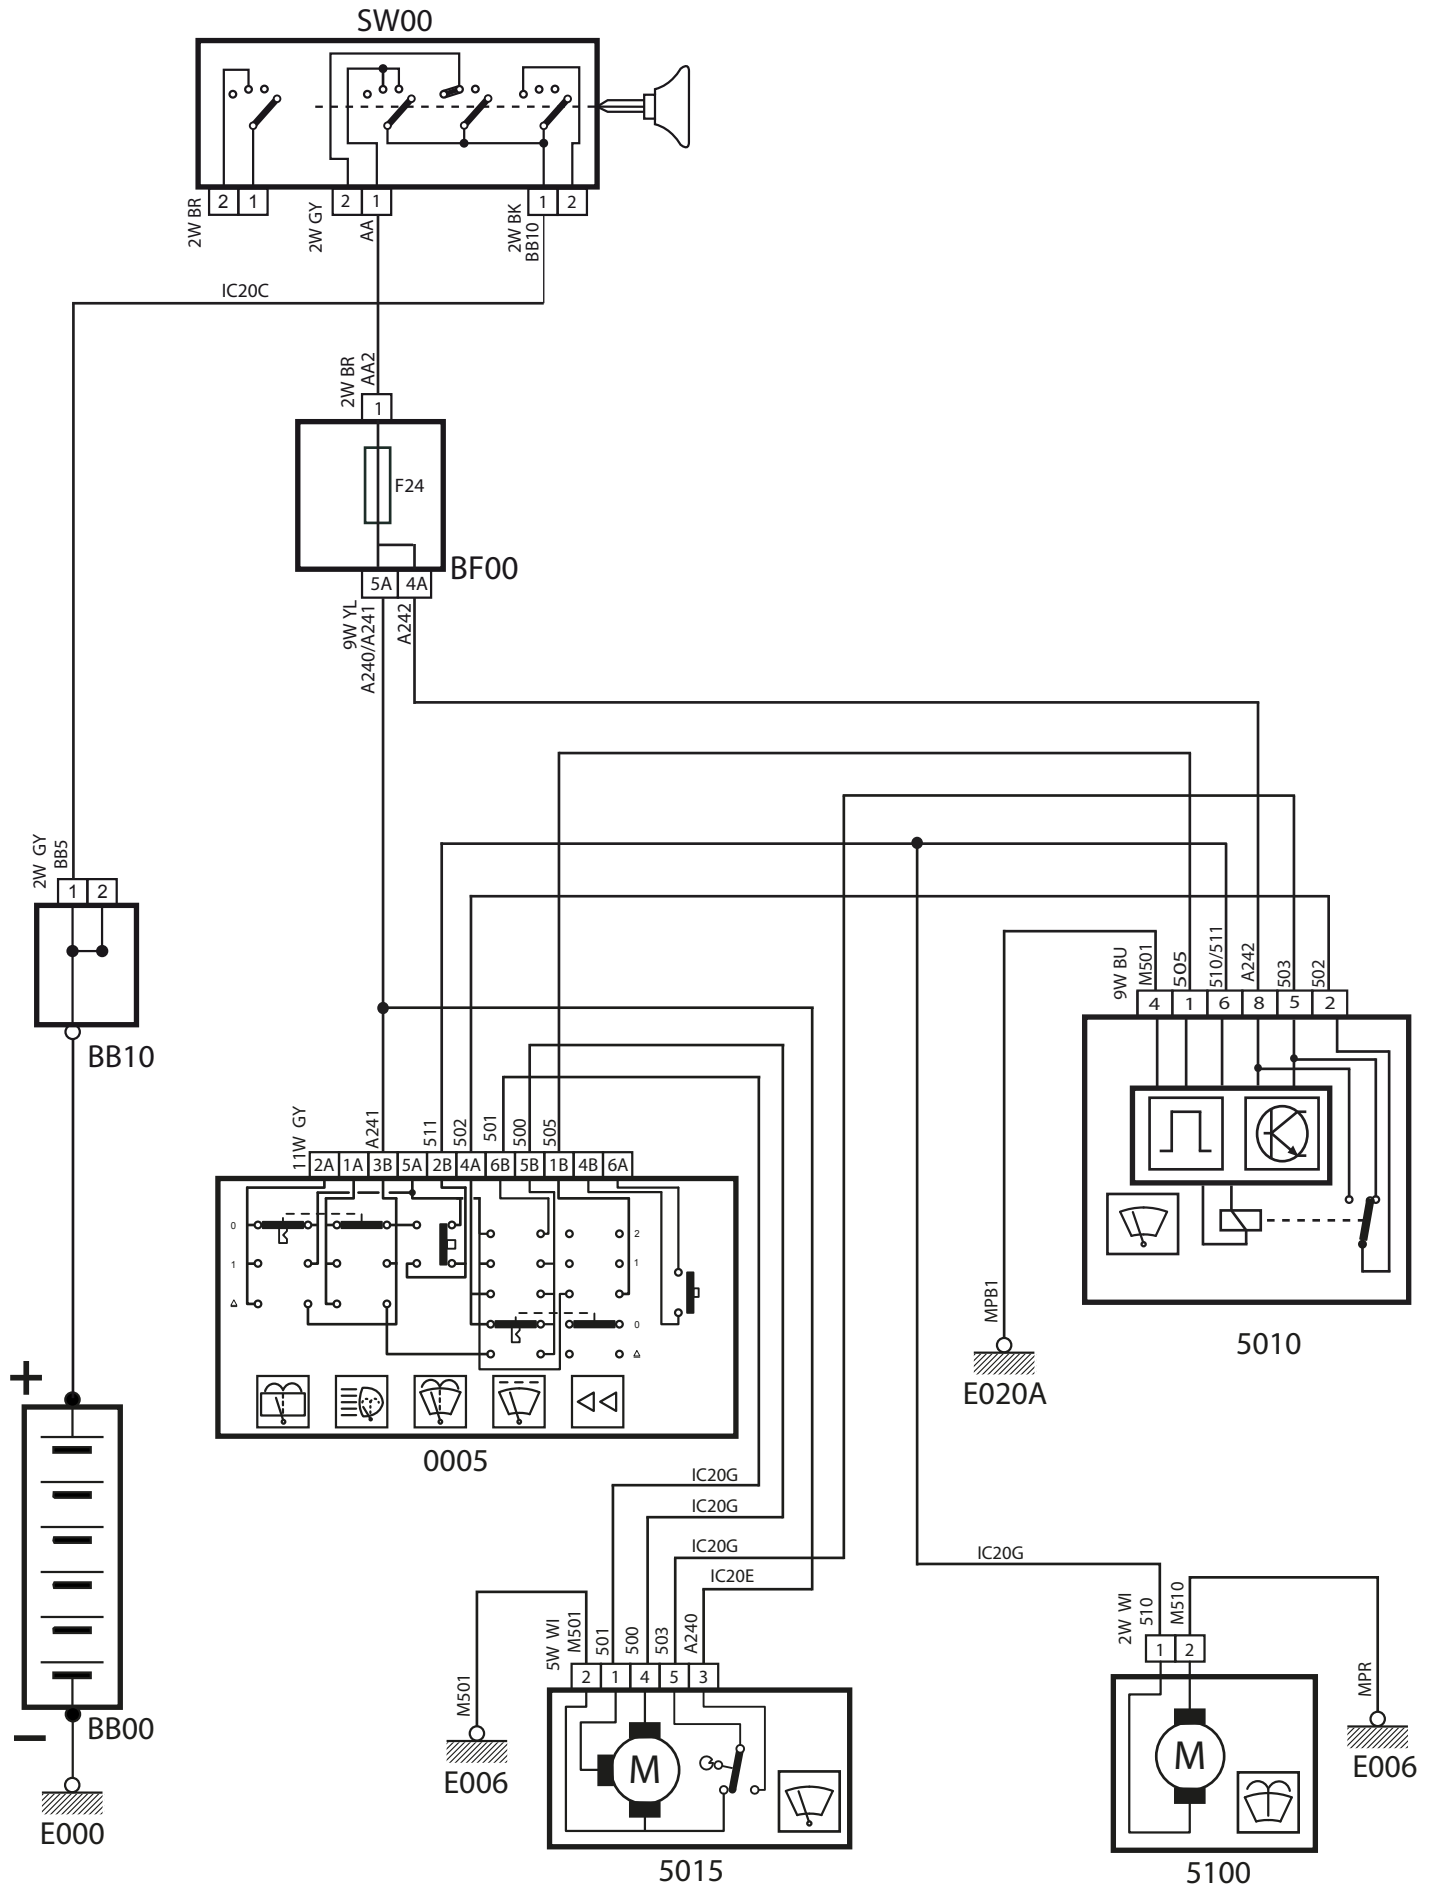 SW00
2 1 2 1 1 2
2W BR
2W GY
AA
2W BK
BB10
IC20C
2W BR
AA2
1
F24
BF00
5A 4A
9W YL
A240/A241
A242
2W GY
BB5
1 2
BB10
9W BU
M501
505
510/511
A242
503
502
4 1 6 8 5 2
5010
MPB1
E020A
11W GY
A241
511
502
501
500
505
2A 1A 3B 5A 2B 4A 6B 5B 1B 4B 6A
0
1
2
1
0
0005
+
BB00
–
E000
IC20G
IC20G
IC20G
IC20E
IC20G
5W WI
M501
501
500
503
A240
2 1 4 5 3
M501
E006
M
5015
2W WI
510
M510
1 2
MPR
E006
M
5100